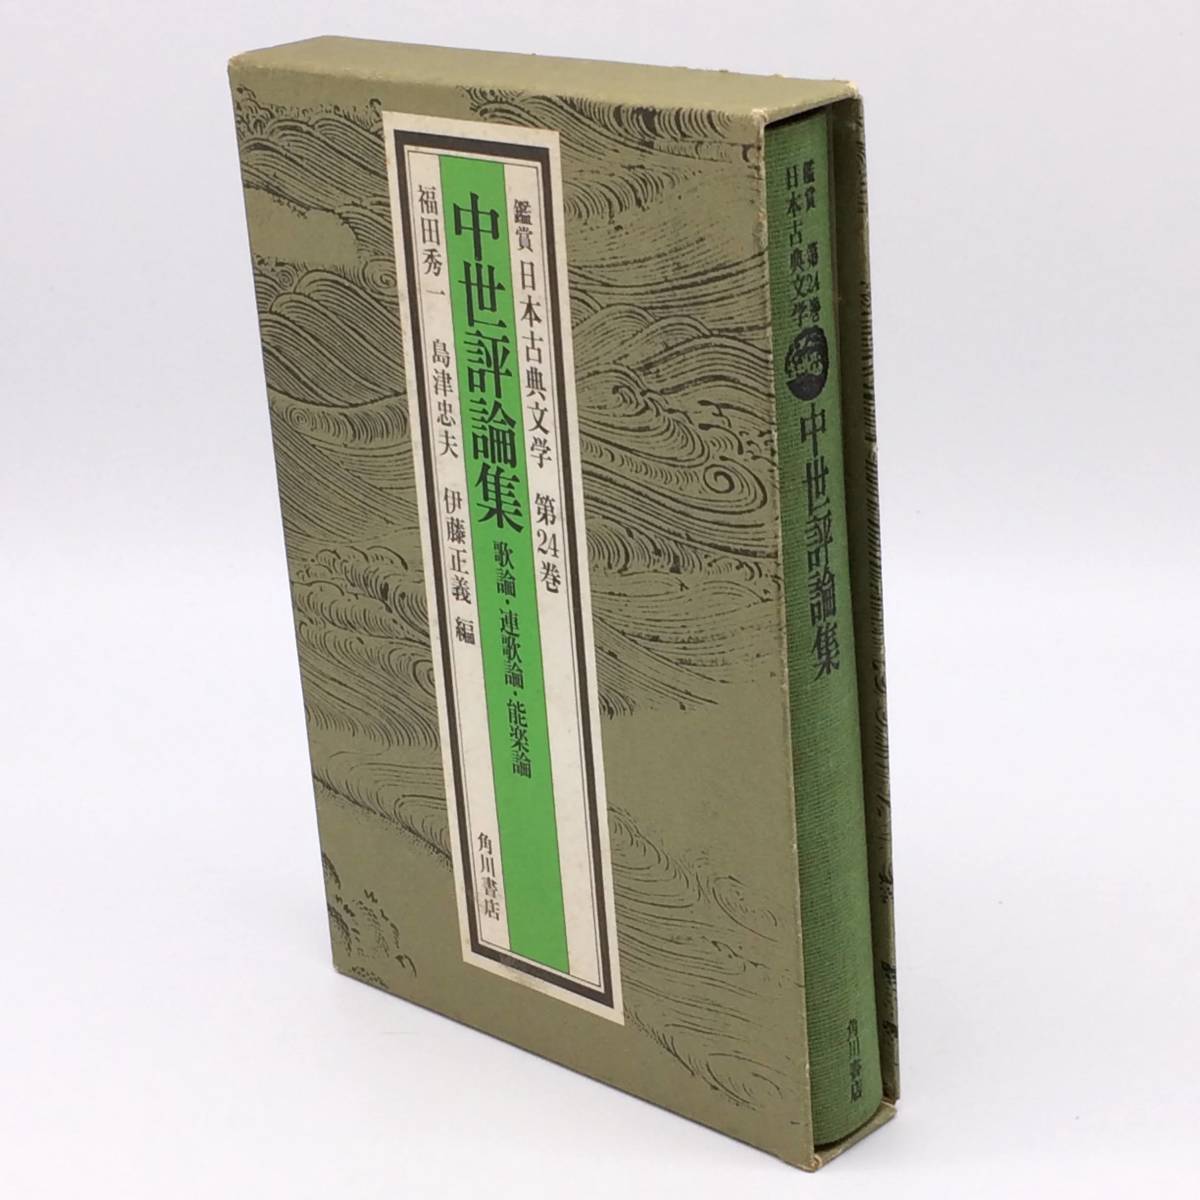 鑑賞 日本古典文学 第24巻
中世評論集 歌論・連歌論・能楽論
福田秀一 島津忠夫 伊藤正義 編
角川書店
鑑賞 日本古典文学 第24巻
中世評論集
角川書店